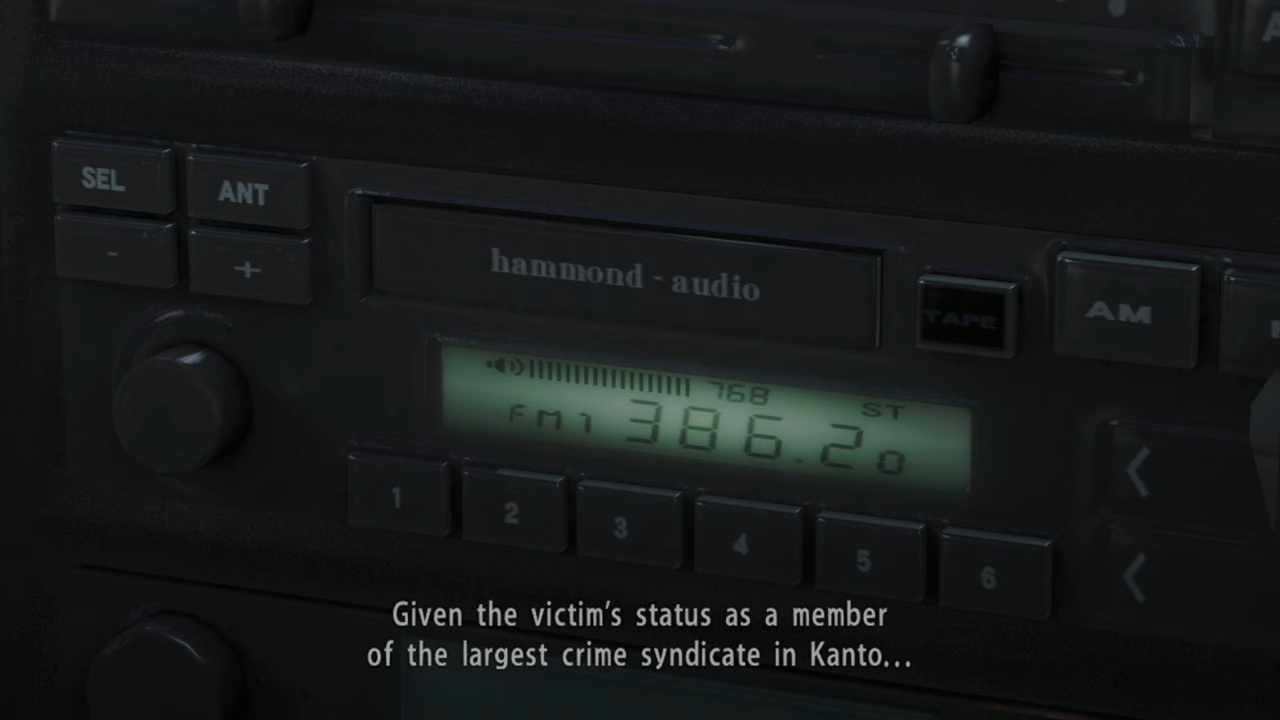 SEL
ANT
-
+
hammond - audio
TAPE
AM
768
ST
FM1 386.20
1
2
3
4
5
6
Given the victim's status as a member
of the largest crime syndicate in Kanto...